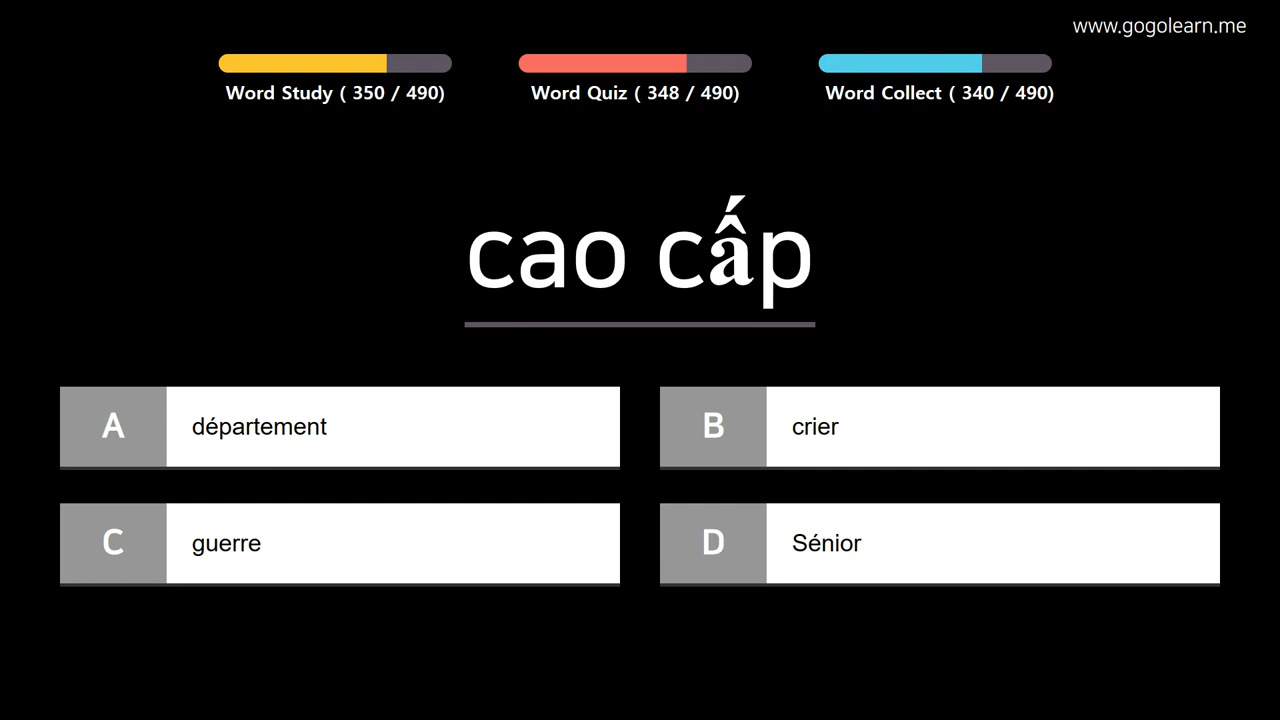 www.gogolearn.me
Word Study ( 350 / 490)
Word Quiz ( 348 / 490)
Word Collect ( 340 / 490)
cao cấp
A département
B crier
C guerre
D Sénior